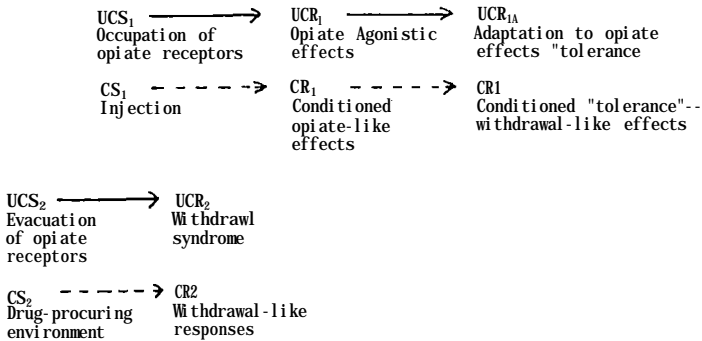 UCS₁ UCR₁ UCR₁ₐ
Occupation of Opiate Agonistic Adaptation to opiate
opiate receptors effects effects "tolerance
CS₁ CR₁ CR1
Injection Conditioned Conditioned "tolerance"--
opiate-like withdrawal-like effects
effects
UCS₂ UCR₂
Evacuation Withdrawl
of opiate syndrome
receptors
CS₂ CR2
Drug-procuring Withdrawal-like
environment responses